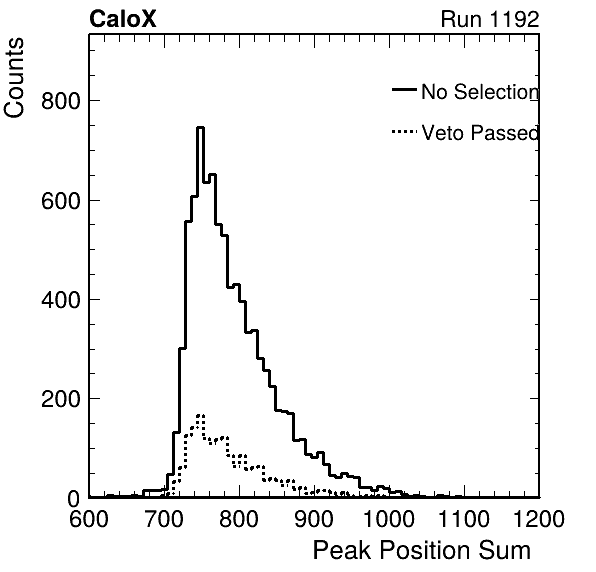 CaloX Run 1192
Counts
No Selection
Veto Passed
800
600
400
200
0
600 700 800 900 1000 1100 1200
Peak Position Sum